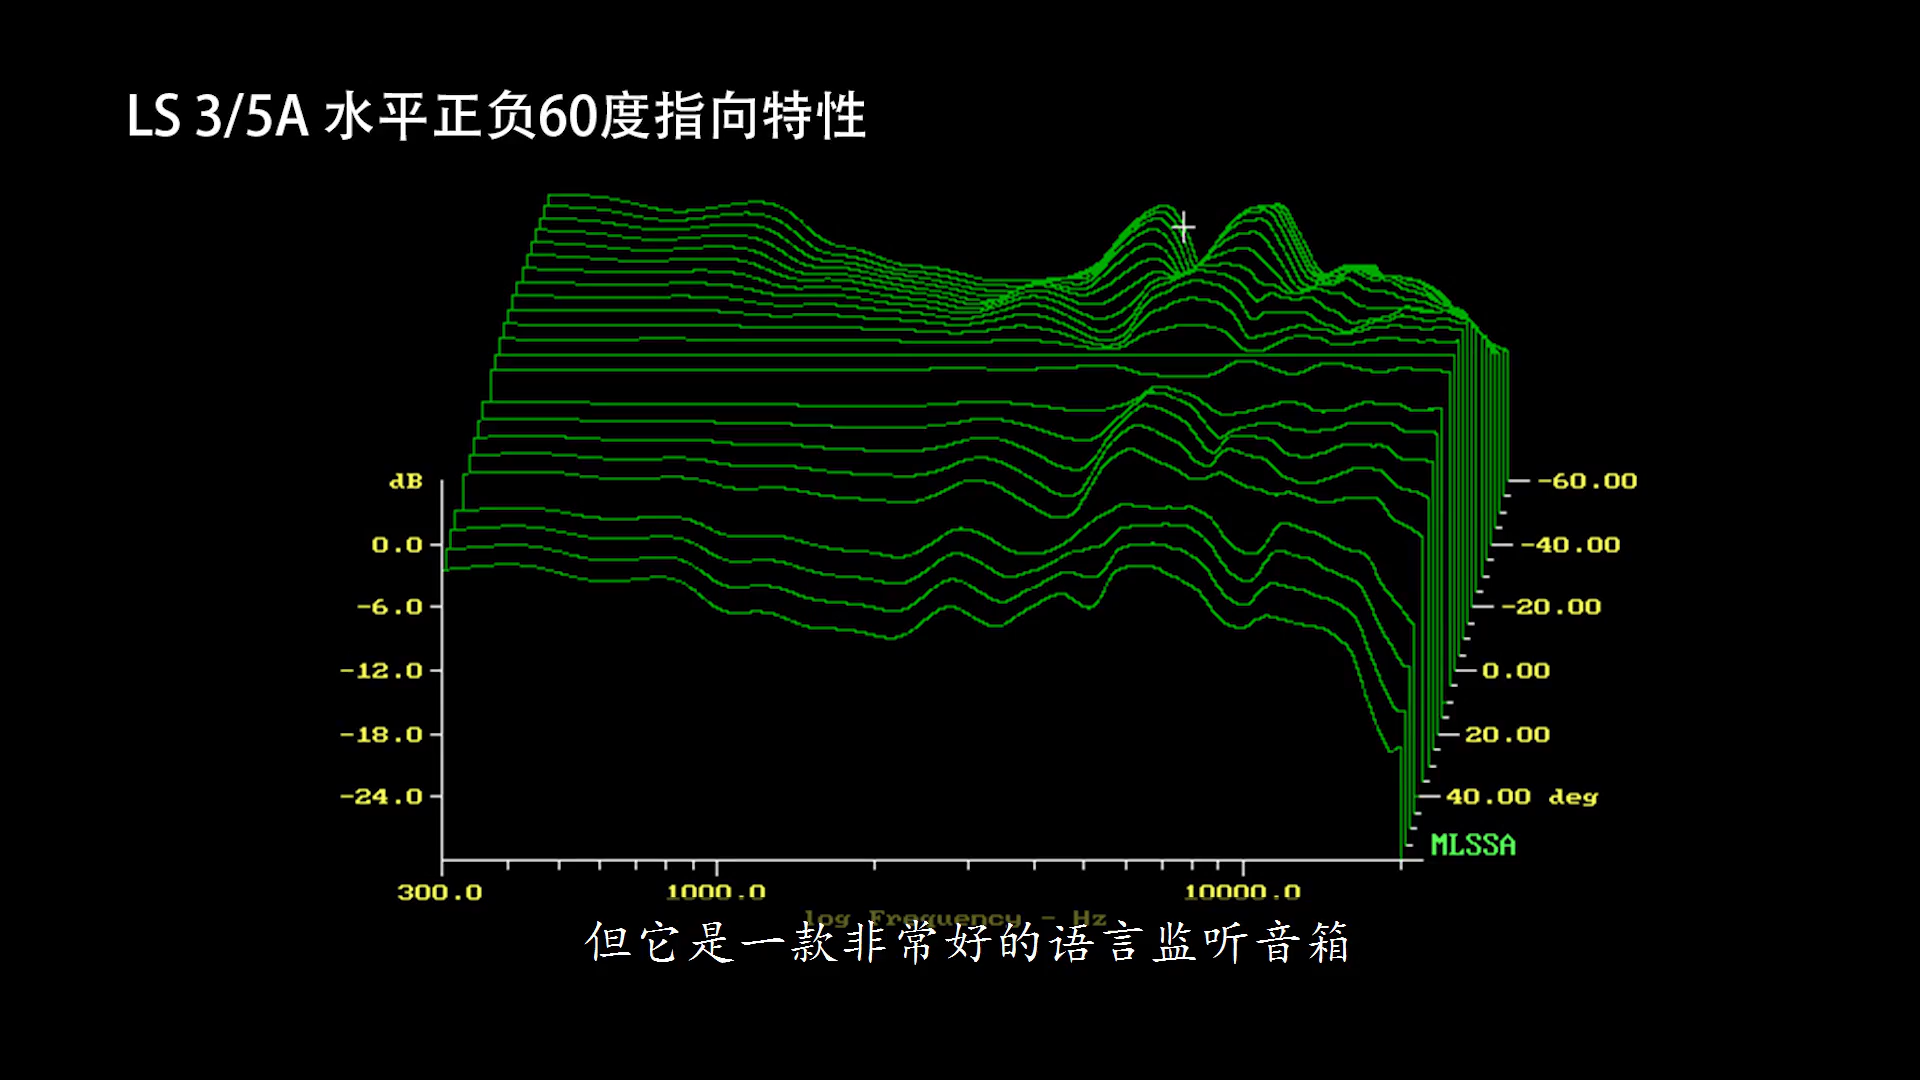 LS 3/5A 水平正负60度指向特性
dB
0.0
-6.0
-12.0
-18.0
-24.0
-60.00
-40.00
-20.00
0.00
20.00
40.00 deg
MLSSA
300.0 1000.0 10000.0
log Frequency - Hz
但它是一款非常好的语言监听音箱